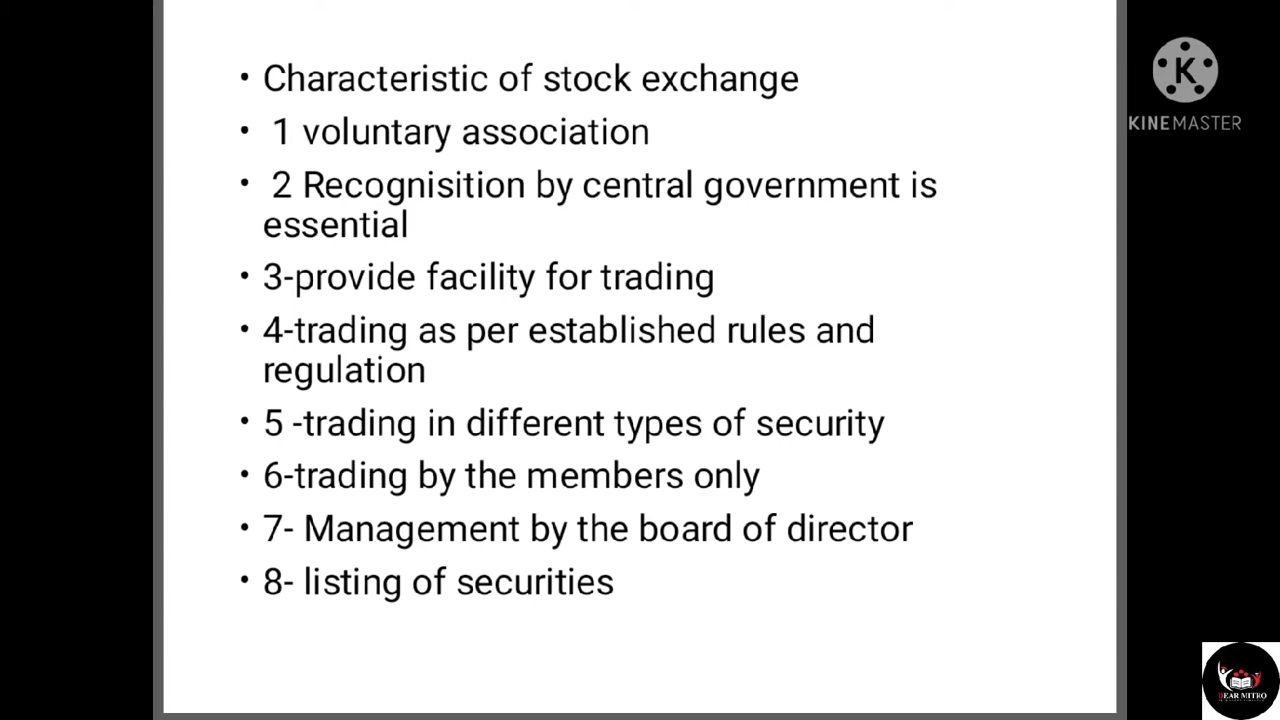 • Characteristic of stock exchange
• 1 voluntary association
• 2 Recognisition by central government is
essential
• 3-provide facility for trading
• 4-trading as per established rules and
regulation
• 5 -trading in different types of security
• 6-trading by the members only
• 7- Management by the board of director
• 8- listing of securities
K
KINEMASTER
DEAR MITRO